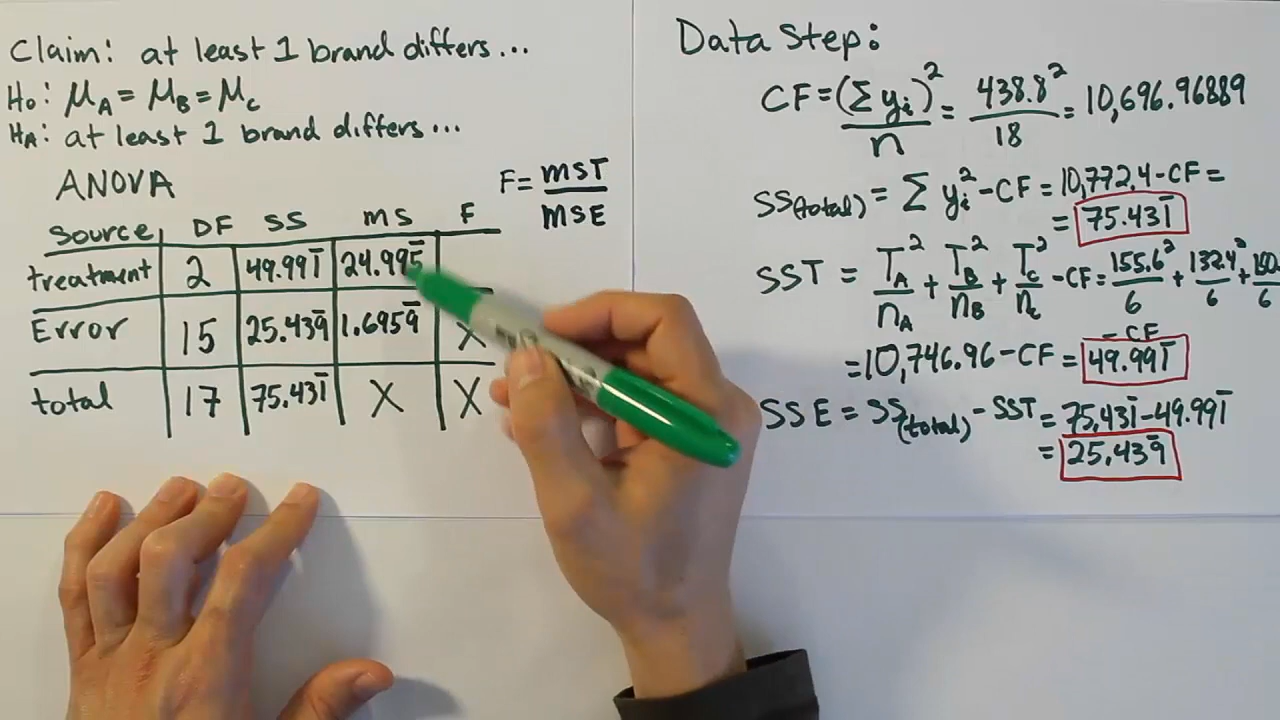 Claim: at least 1 brand differs...
H₀: μA = μB = μC
HA: at least 1 brand differs...
ANOVA
F = MST / MSE
Source DF SS MS F
treatment 2 49.991̄ 24.995̄
Error 15 25.439̄ 1.6959̄ X
total 17 75.431̄ X X
Data Step:
CF = (Σyi)² / n = 438.8² / 18 = 10,696.96889
SS(total) = Σ yi² - CF = 10,772.4 - CF =
= 75.431̄
SST = TA²/nA + TB²/nB + TC²/nC - CF = 155.6²/6 + 132.4²/6 + 150
- CF
= 10,746.96 - CF = 49.991̄
SSE = SS(total) - SST = 75.431̄ - 49.991̄
= 25.439̄